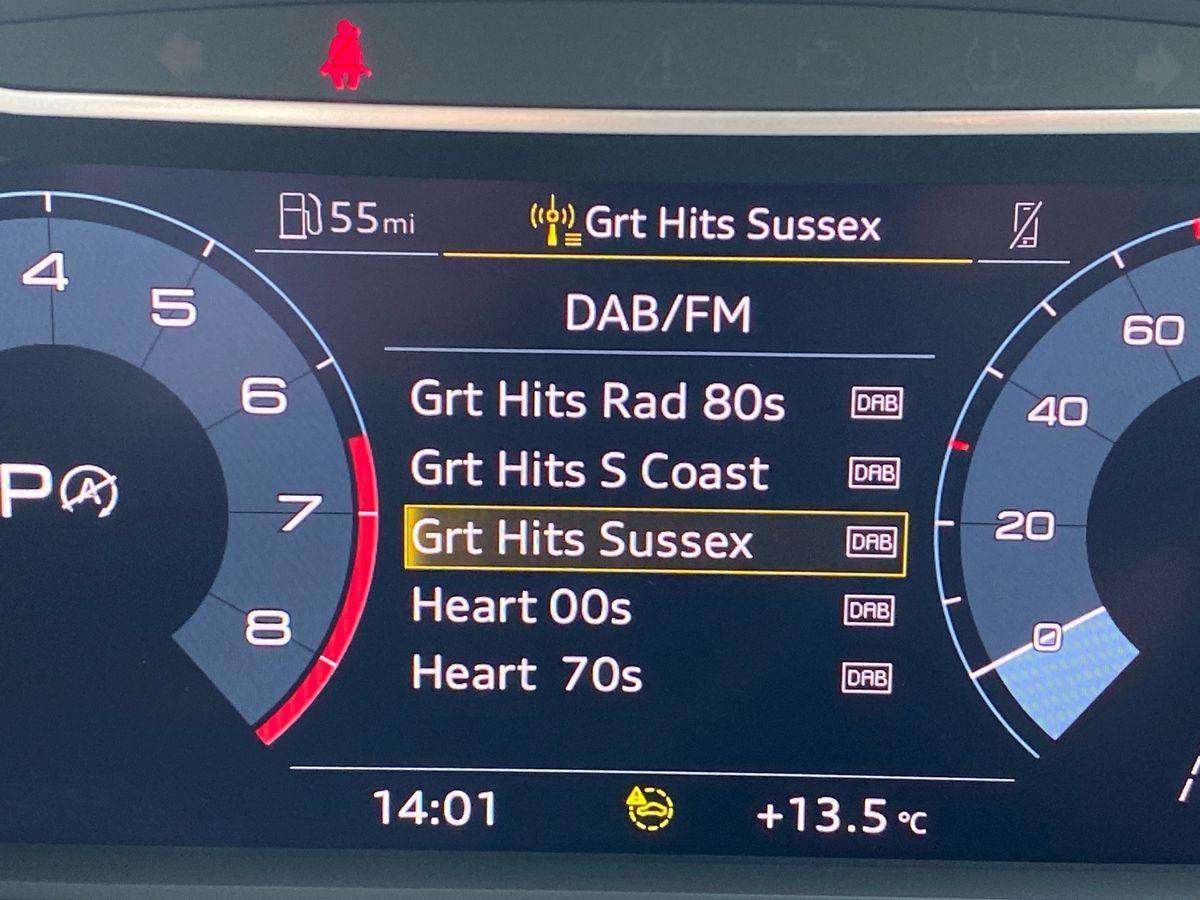 55mi
Grt Hits Sussex
DAB/FM
Grt Hits Rad 80s DAB
Grt Hits S Coast DAB
Grt Hits Sussex DAB
Heart 00s DAB
Heart 70s DAB
4
5
6
7
8
P A
60
40
20
0
14:01
+13.5 °C